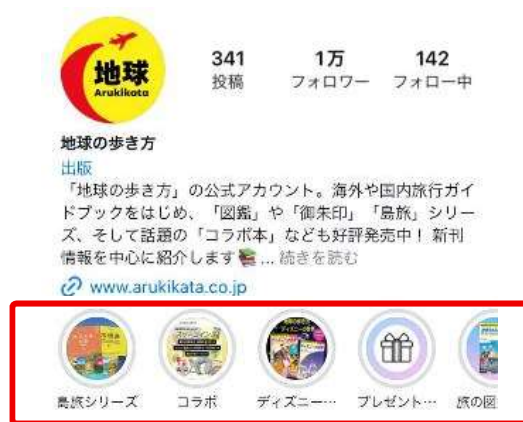 地球
Arukikata
341
投稿
1万
フォロワー
142
フォロー中
地球の歩き方
出版
「地球の歩き方」の公式アカウント。海外や国内旅行ガイ
ドブックをはじめ、「図鑑」や「御朱印」「島旅」シリー
ズ、そして話題の「コラボ本」なども好評発売中！ 新刊
情報を中心に紹介します📚 ... 続きを読む
www.arukikata.co.jp
島旅シリーズ
コラボ
ディズニー…
プレゼント…
旅の図